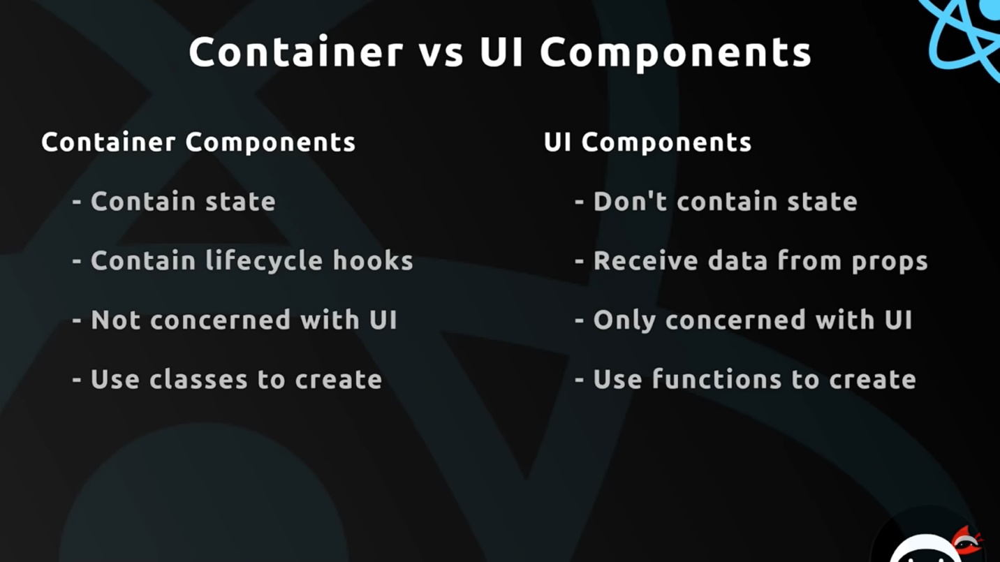 Container vs UI Components
Container Components
- Contain state
- Contain lifecycle hooks
- Not concerned with UI
- Use classes to create
UI Components
- Don't contain state
- Receive data from props
- Only concerned with UI
- Use functions to create